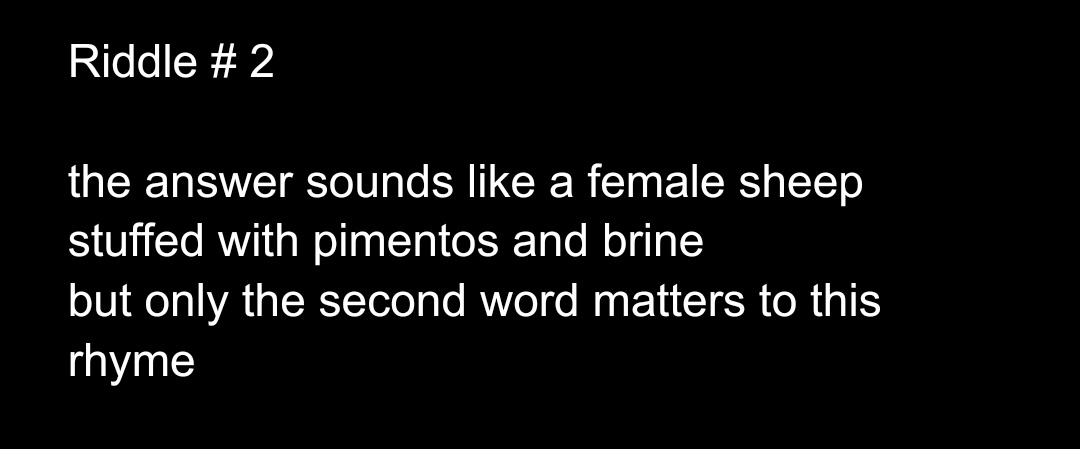 Riddle # 2
the answer sounds like a female sheep
stuffed with pimentos and brine
but only the second word matters to this
rhyme